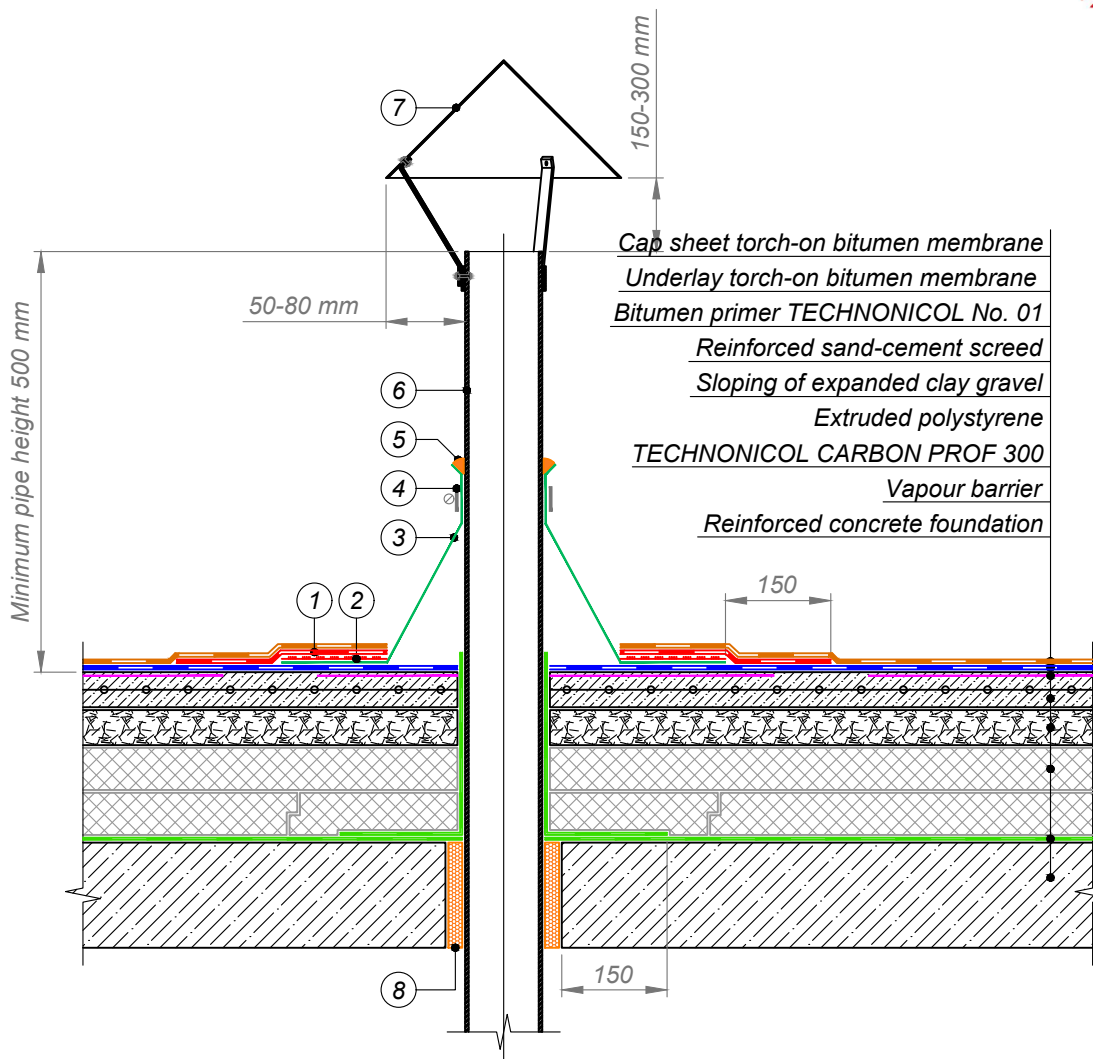 7
150-300 mm
Cap sheet torch-on bitumen membrane
Underlay torch-on bitumen membrane
Bitumen primer TECHNONICOL No. 01
Reinforced sand-cement screed
Sloping of expanded clay gravel
Extruded polystyrene
TECHNONICOL CARBON PROF 300
Vapour barrier
Reinforced concrete foundation
50-80 mm
Minimum pipe height 500 mm
6
5
4
3
1
2
150
8
150